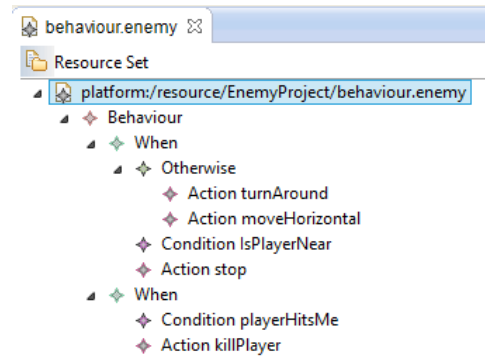 behaviour.enemy
Resource Set
platform:/resource/EnemyProject/behaviour.enemy
Behaviour
When
Otherwise
Action turnAround
Action moveHorizontal
Condition IsPlayerNear
Action stop
When
Condition playerHitsMe
Action killPlayer